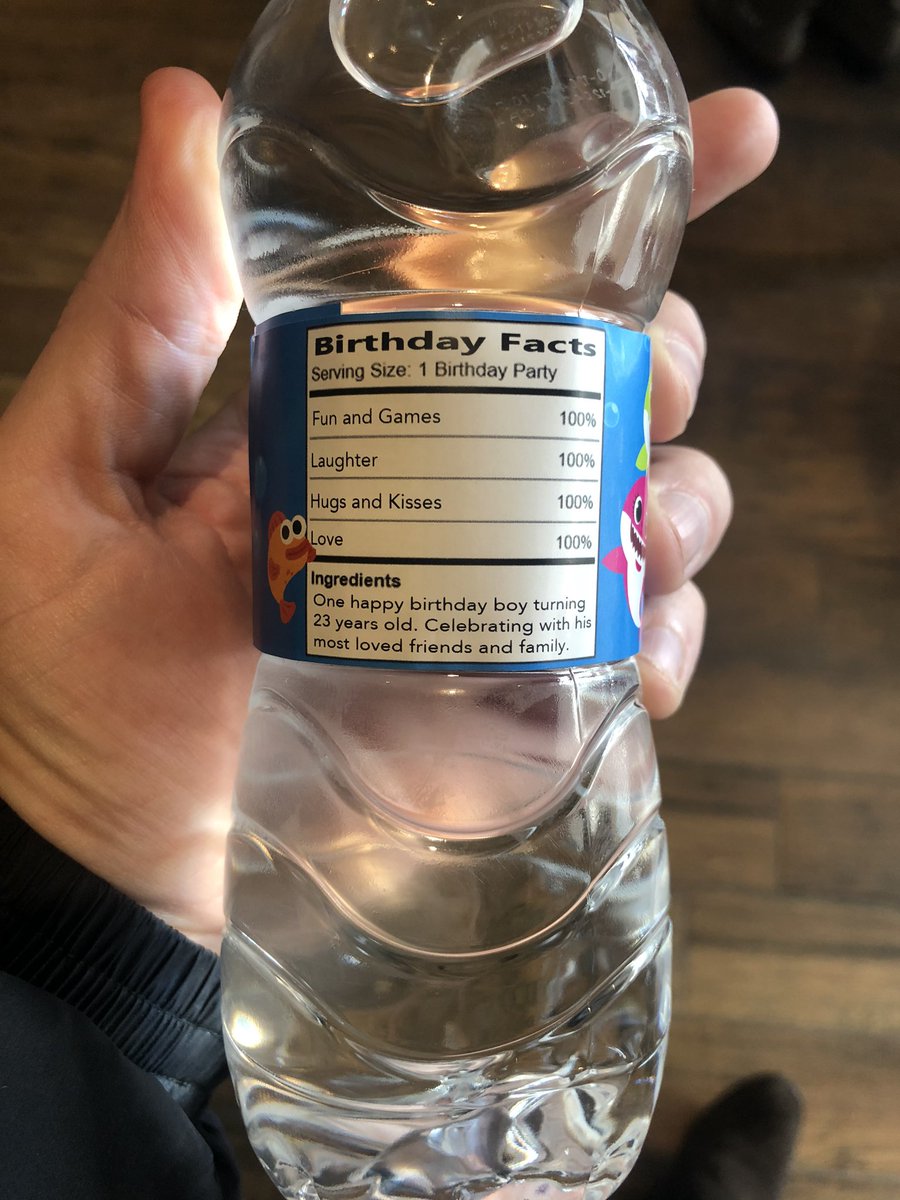 Birthday Facts
Serving Size: 1 Birthday Party
Fun and Games 100%
Laughter 100%
Hugs and Kisses 100%
Love 100%
Ingredients
One happy birthday boy turning
23 years old. Celebrating with his
most loved friends and family.